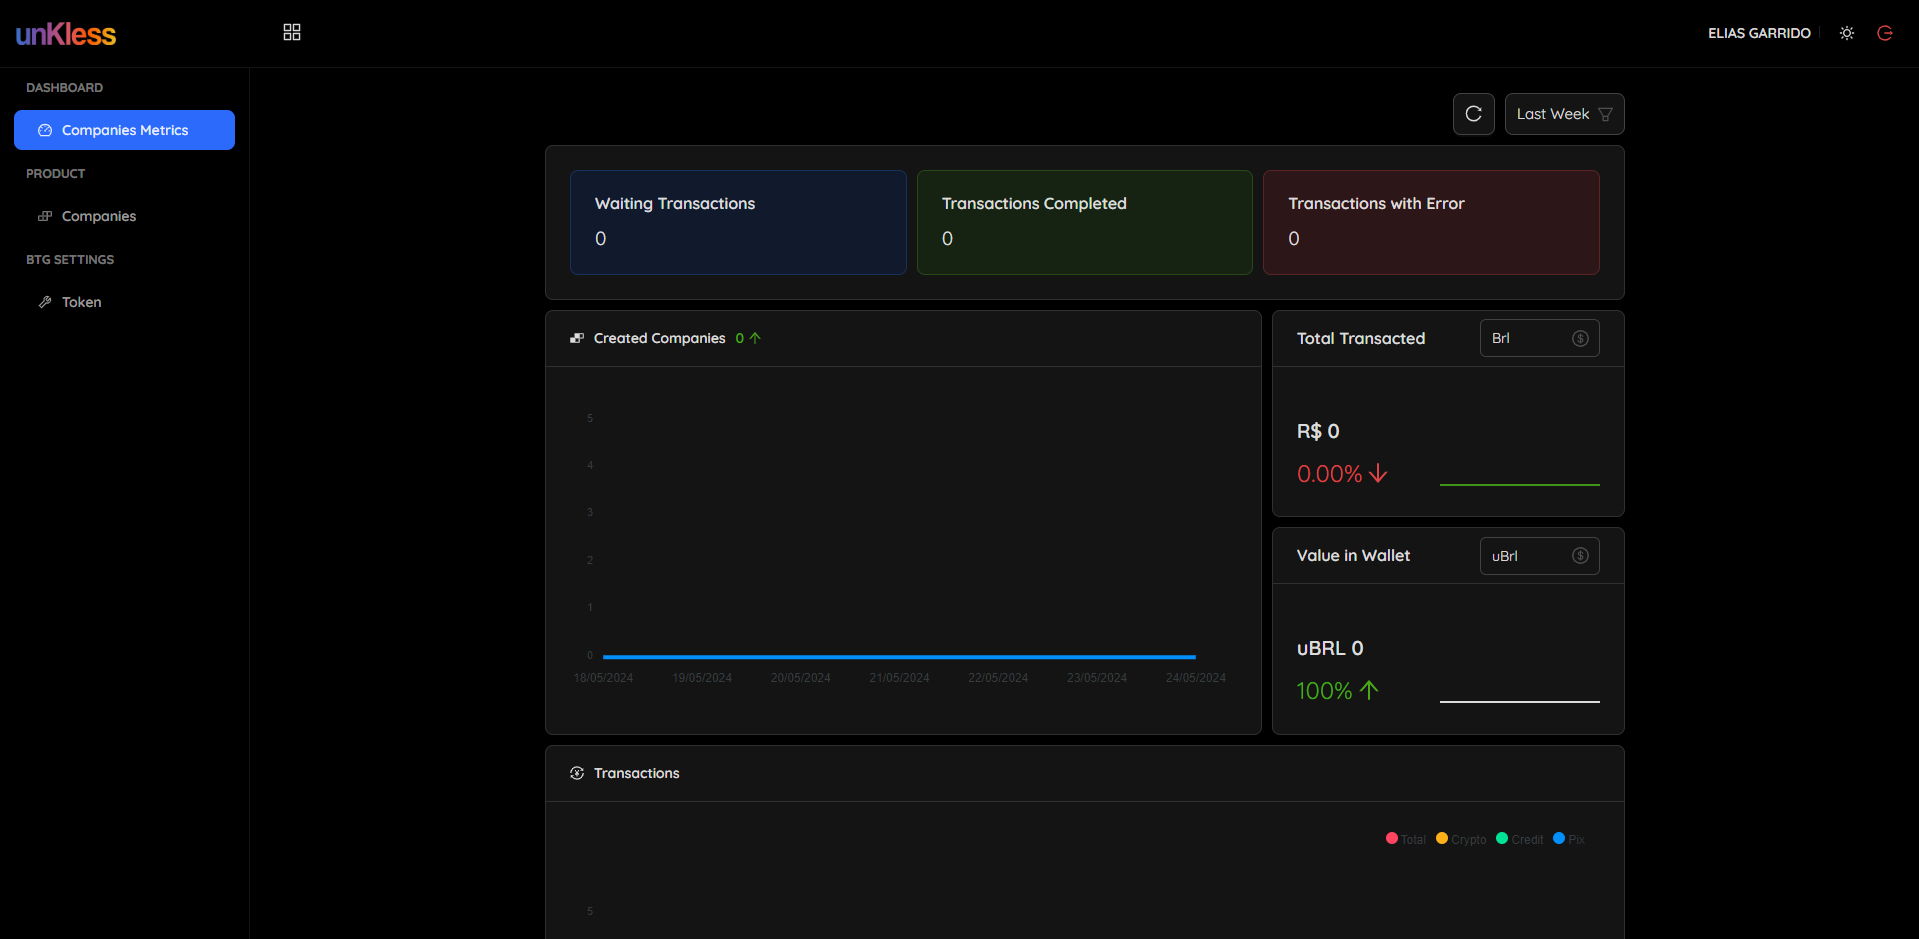 unKless
ELIAS GARRIDO
DASHBOARD
Companies Metrics
PRODUCT
Companies
BTG SETTINGS
Token
Last Week
Waiting Transactions
0
Transactions Completed
0
Transactions with Error
0
Created Companies 0
5
4
3
2
1
0
18/05/2024 19/05/2024 20/05/2024 21/05/2024 22/05/2024 23/05/2024 24/05/2024
Total Transacted
Brl
R$ 0
0.00%
Value in Wallet
uBrl
uBRL 0
100%
Transactions
Total Crypto Credit Pix
5